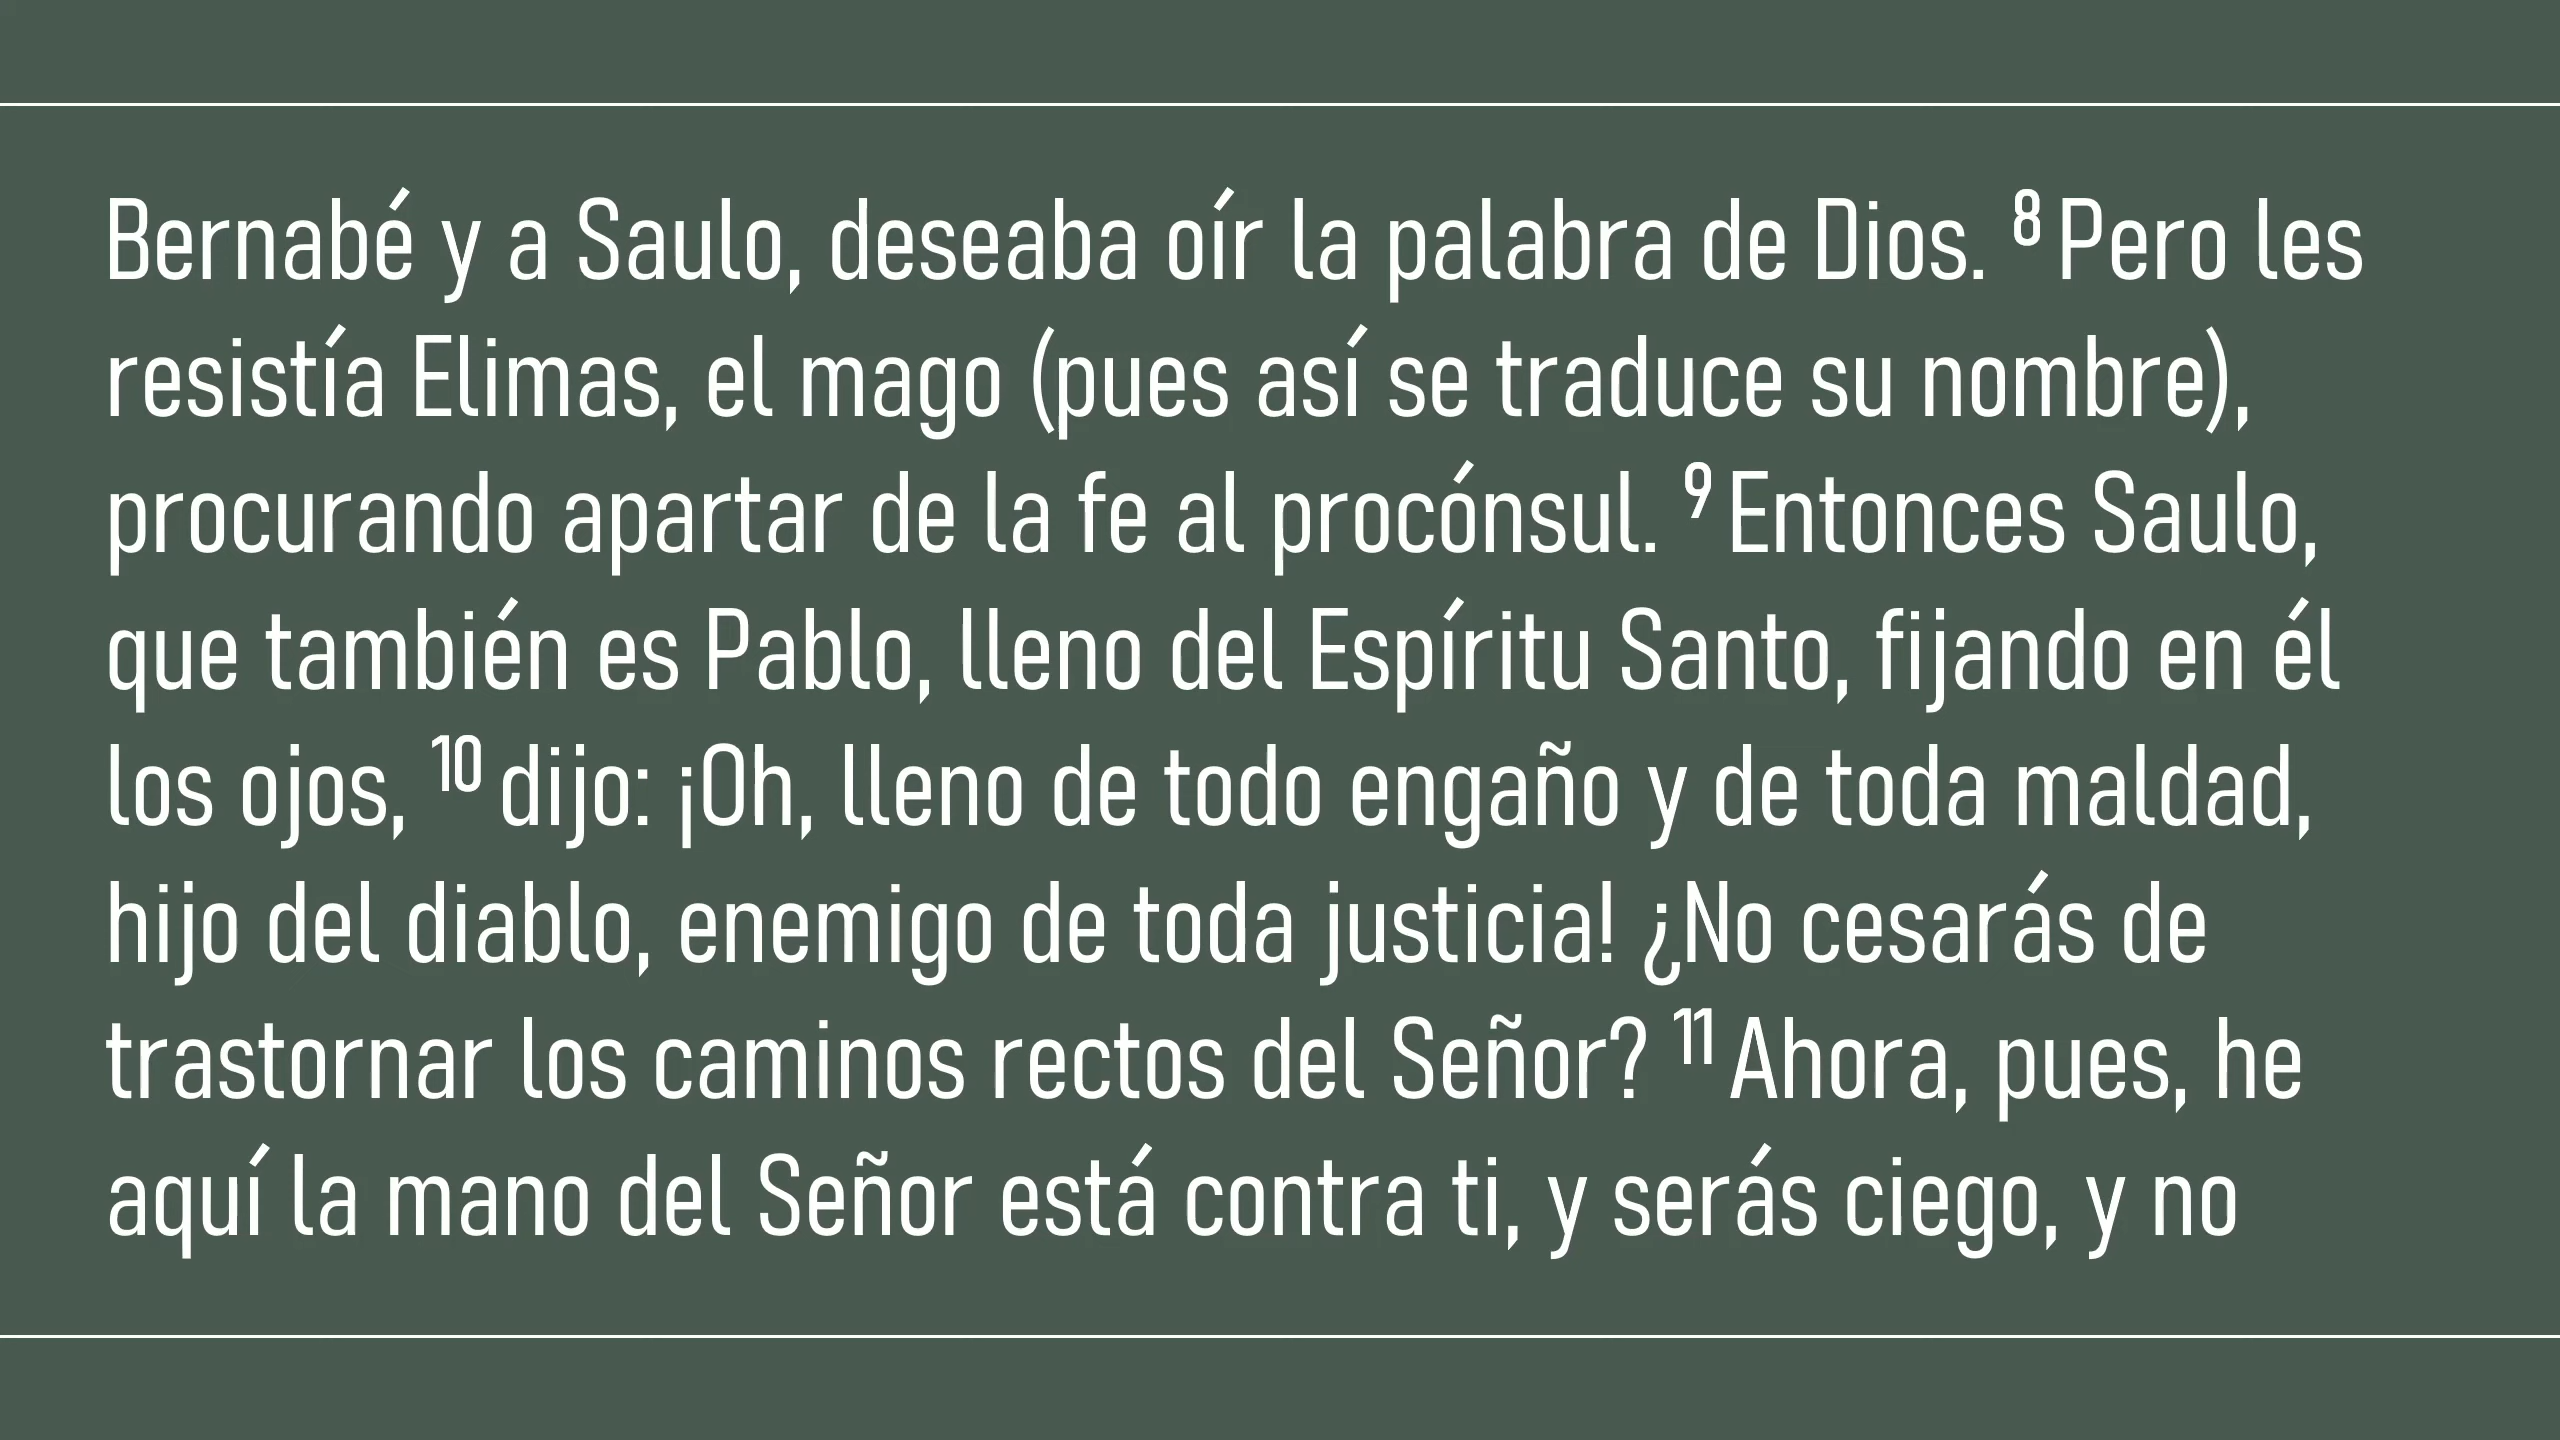 Bernabé y a Saulo, deseaba oír la palabra de Dios. ⁸ Pero les
resistía Elimas, el mago (pues así se traduce su nombre),
procurando apartar de la fe al procónsul. ⁹ Entonces Saulo,
que también es Pablo, lleno del Espíritu Santo, fijando en él
los ojos, ¹⁰ dijo: ¡Oh, lleno de todo engaño y de toda maldad,
hijo del diablo, enemigo de toda justicia! ¿No cesarás de
trastornar los caminos rectos del Señor? ¹¹ Ahora, pues, he
aquí la mano del Señor está contra ti, y serás ciego, y no